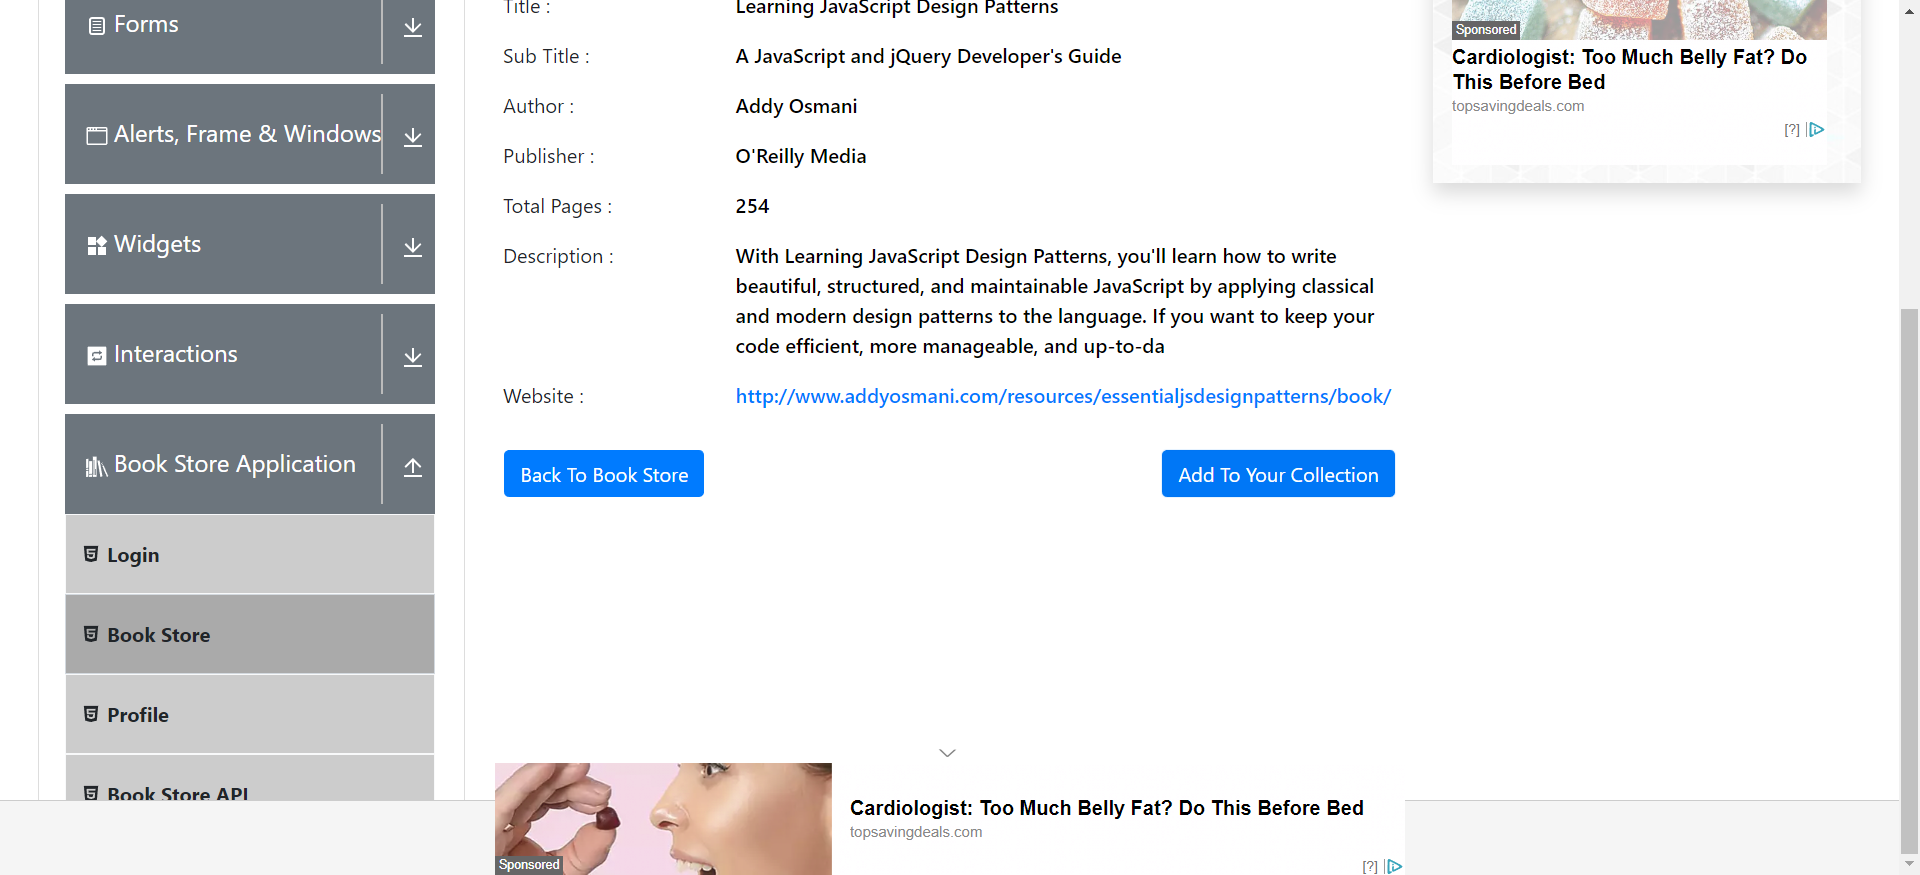 Forms
Alerts, Frame & Windows
Widgets
Interactions
Book Store Application
Login
Book Store
Profile
Book Store API
Title : Learning JavaScript Design Patterns
Sub Title : A JavaScript and jQuery Developer's Guide
Author : Addy Osmani
Publisher : O'Reilly Media
Total Pages : 254
Description : With Learning JavaScript Design Patterns, you'll learn how to write
beautiful, structured, and maintainable JavaScript by applying classical
and modern design patterns to the language. If you want to keep your
code efficient, more manageable, and up-to-da
Website : http://www.addyosmani.com/resources/essentialjsdesignpatterns/book/
Back To Book Store
Add To Your Collection
Sponsored
Cardiologist: Too Much Belly Fat? Do
This Before Bed
topsavingdeals.com
[?]
Sponsored
Cardiologist: Too Much Belly Fat? Do This Before Bed
topsavingdeals.com
[?]